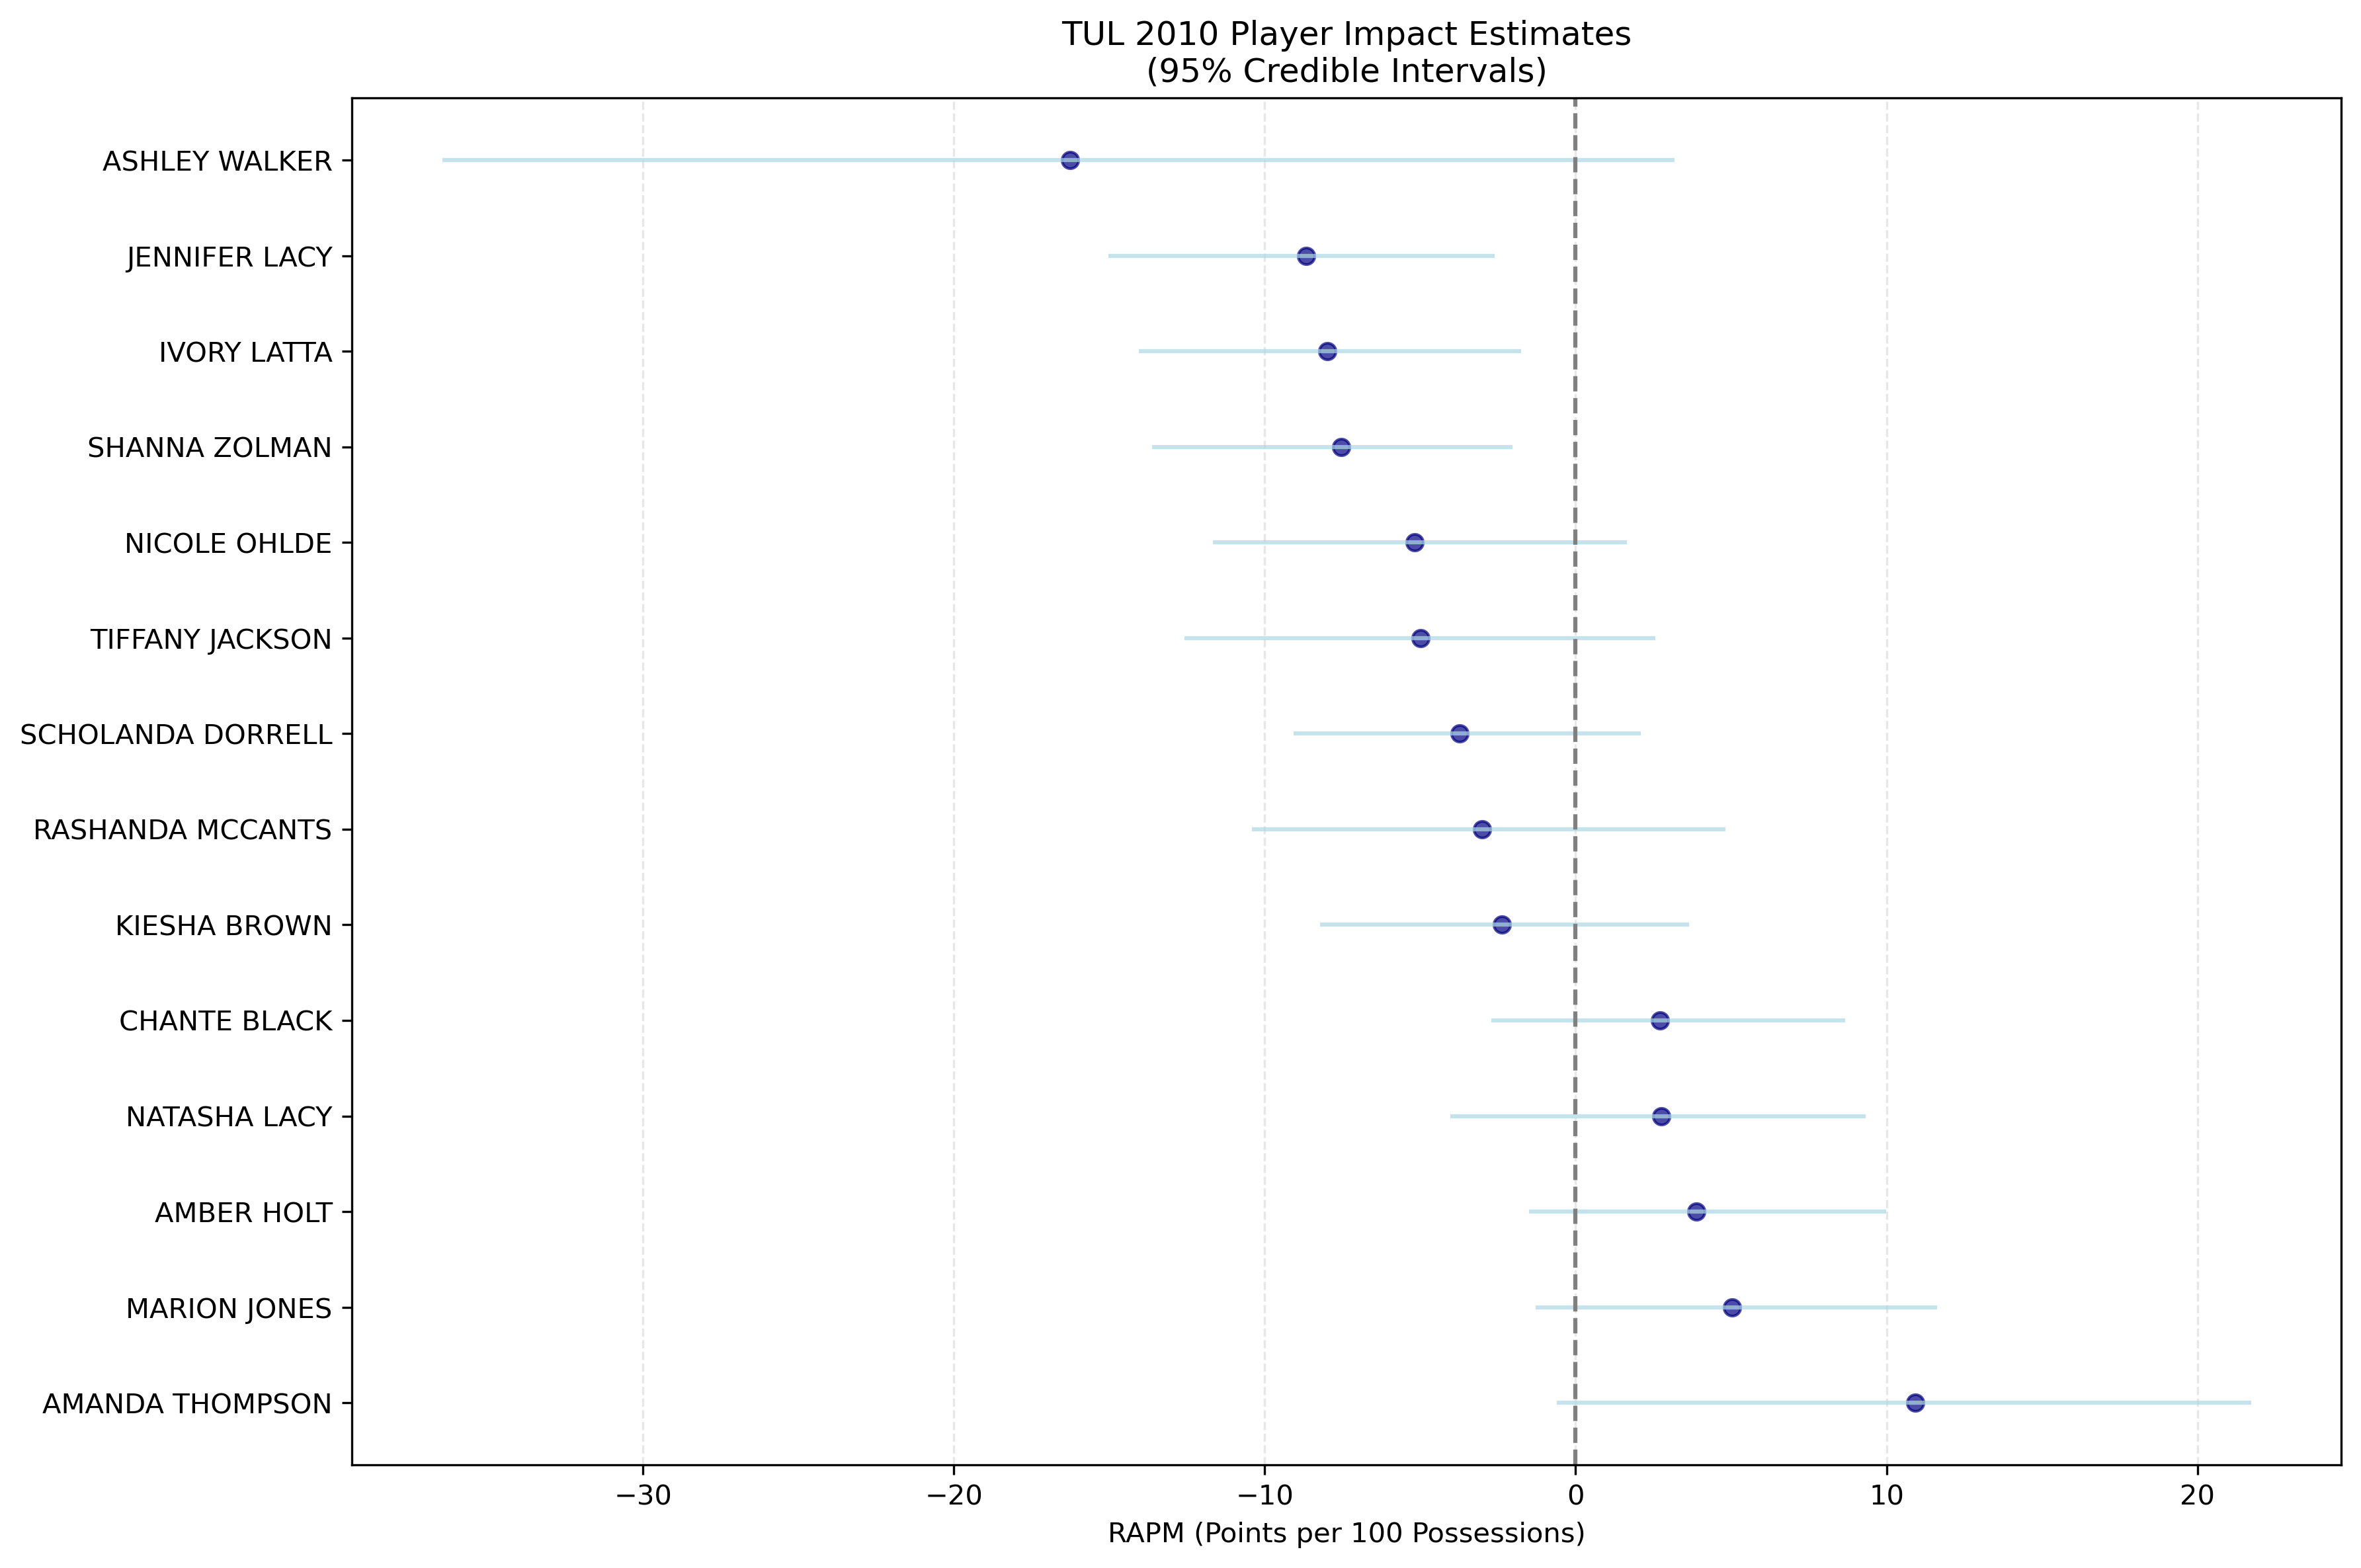 TUL 2010 Player Impact Estimates
(95% Credible Intervals)
ASHLEY WALKER
JENNIFER LACY
IVORY LATTA
SHANNA ZOLMAN
NICOLE OHLDE
TIFFANY JACKSON
SCHOLANDA DORRELL
RASHANDA MCCANTS
KIESHA BROWN
CHANTE BLACK
NATASHA LACY
AMBER HOLT
MARION JONES
AMANDA THOMPSON
−30 −20 −10 0 10 20
RAPM (Points per 100 Possessions)